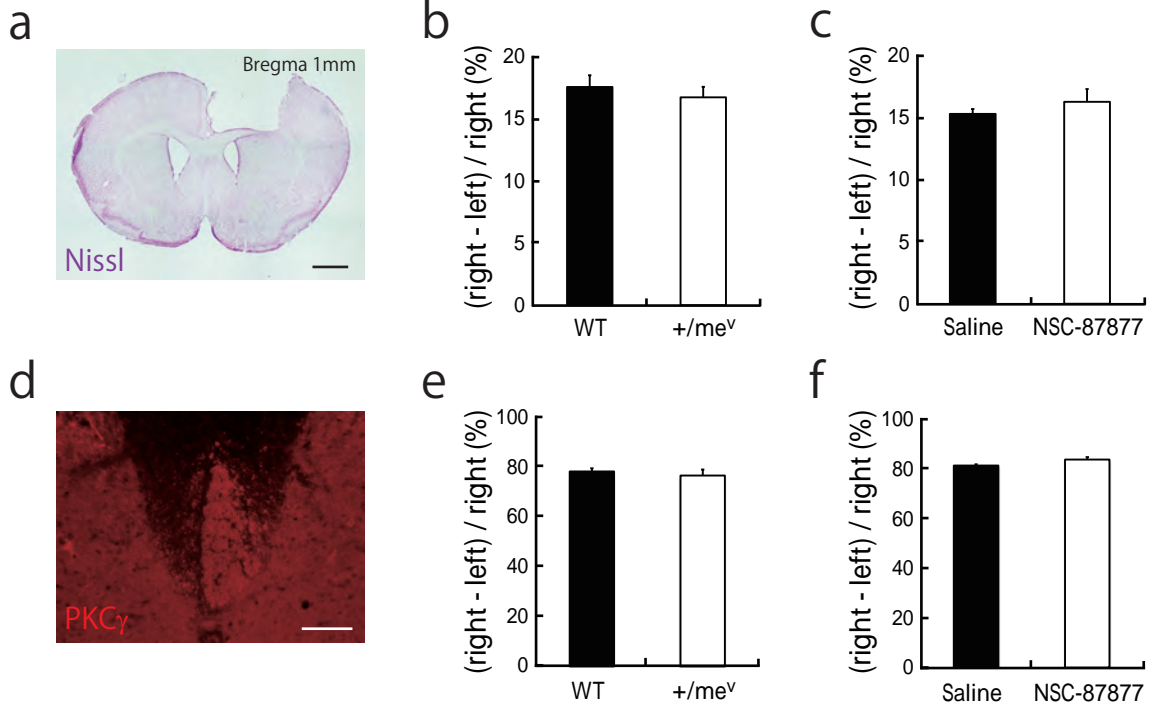 a
Bregma 1mm
Nissl
b
(right - left) / right (%)
20
15
10
5
0
WT
+/meᵛ
c
(right - left) / right (%)
20
15
10
5
0
Saline
NSC-87877
d
PKCγ
e
(right - left) / right (%)
100
80
60
40
20
0
WT
+/meᵛ
f
(right - left) / right (%)
100
80
60
40
20
0
Saline
NSC-87877